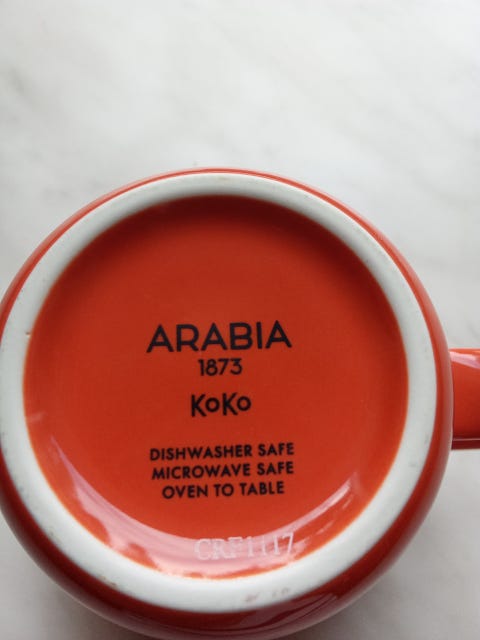 ARABIA
1873
KoKo
DISHWASHER SAFE
MICROWAVE SAFE
OVEN TO TABLE
CRF1117